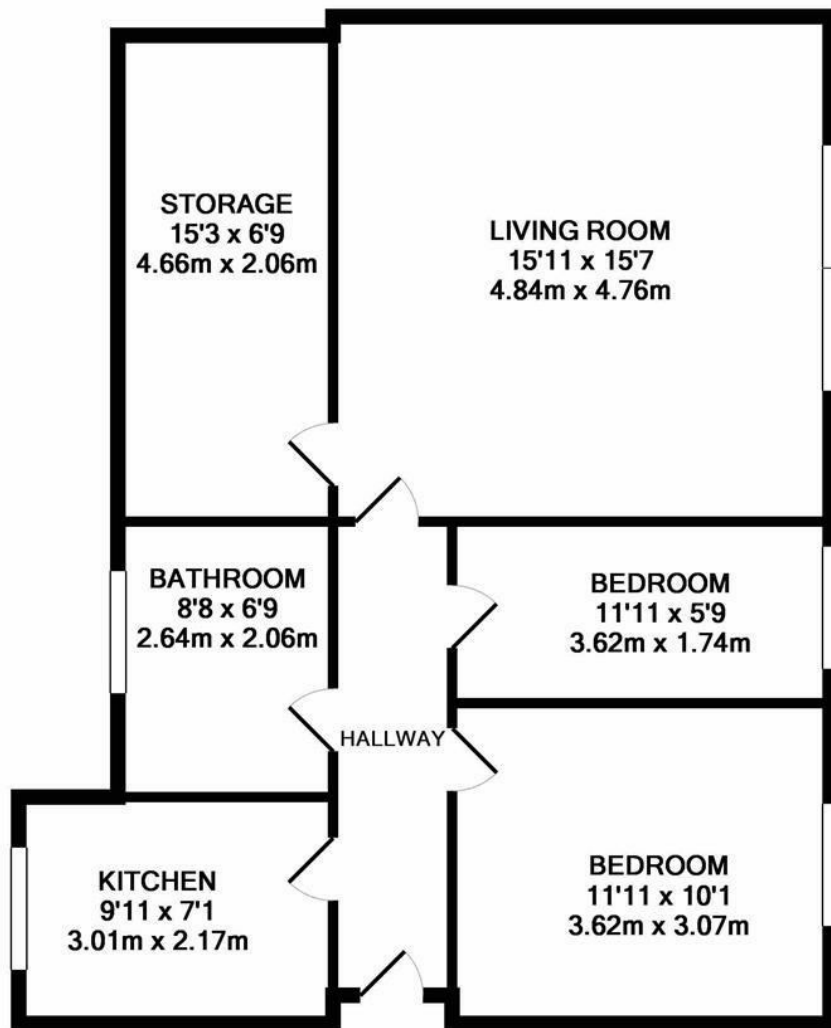 STORAGE
15'3 x 6'9
4.66m x 2.06m
LIVING ROOM
15'11 x 15'7
4.84m x 4.76m
BATHROOM
8'8 x 6'9
2.64m x 2.06m
BEDROOM
11'11 x 5'9
3.62m x 1.74m
HALLWAY
KITCHEN
9'11 x 7'1
3.01m x 2.17m
BEDROOM
11'11 x 10'1
3.62m x 3.07m